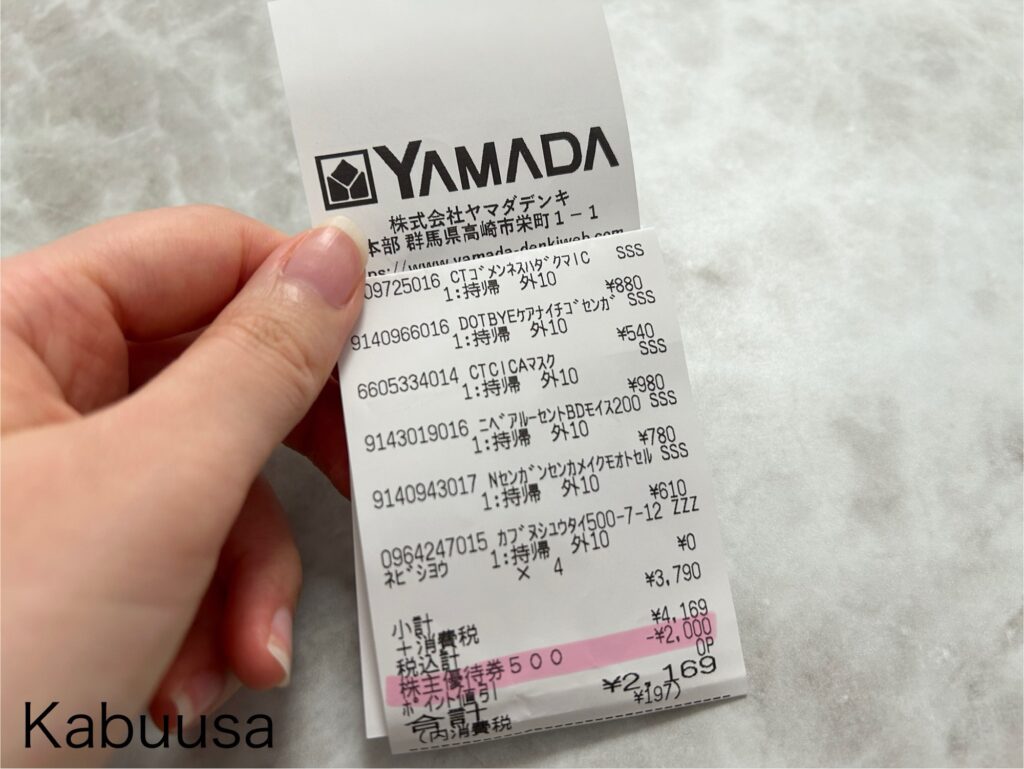 YAMADA
株式会社ヤマダデンキ
本部 群馬県高崎市栄町1-1
ps://www.yamada-denkiweb.com
09725016 CTゴメンネスハダクマIC SSS
1:持帰 外10 ¥880
9140966016 DOTBYEケアナイチゴセンガ SSS
1:持帰 外10 ¥540
6605334014 CTCICAマスク SSS
1:持帰 外10 ¥980
9143019016 ニベアルーセントBDモイス200 SSS
1:持帰 外10 ¥780
9140943017 Nセンガンセンカメイクモオトセル SSS
1:持帰 外10 ¥610
0964247015 カブヌシユウタイ500-7-12 ZZZ
1:持帰 外10 ¥0
ネビシヨウ × 4
小計 ¥3,790
+消費税
税込計 ¥4,169
株主優待券500 -¥2,000
ポイント値引 0P
合計 ¥2,169
(内消費税 ¥197)
Kabuusa